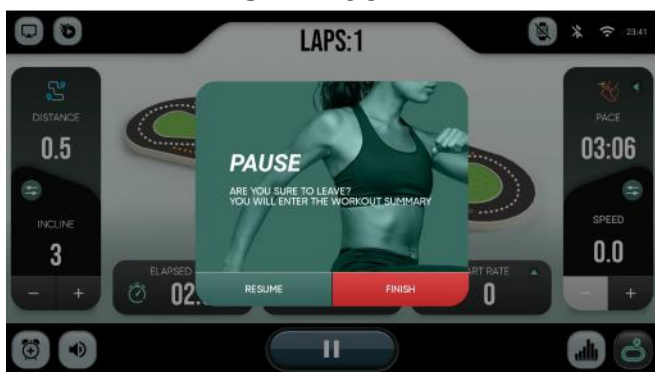 LAPS:1
23:41
DISTANCE
0.5
INCLINE
3
- +
PAUSE
ARE YOU SURE TO LEAVE?
YOU WILL ENTER THE WORKOUT SUMMARY
RESUME
FINISH
ELAPSED
02.
ART RATE
0
PACE
03:06
SPEED
0.0
- +